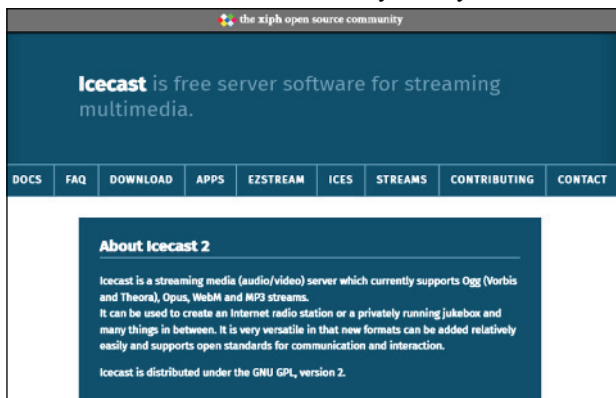 the xiph open source community
Icecast is free server software for streaming
multimedia.
DOCS FAQ DOWNLOAD APPS EZSTREAM ICES STREAMS CONTRIBUTING CONTACT
About Icecast 2
Icecast is a streaming media (audio/video) server which currently supports Ogg (Vorbis
and Theora), Opus, WebM and MP3 streams.
It can be used to create an Internet radio station or a privately running jukebox and
many things in between. It is very versatile in that new formats can be added relatively
easily and supports open standards for communication and interaction.
Icecast is distributed under the GNU GPL, version 2.